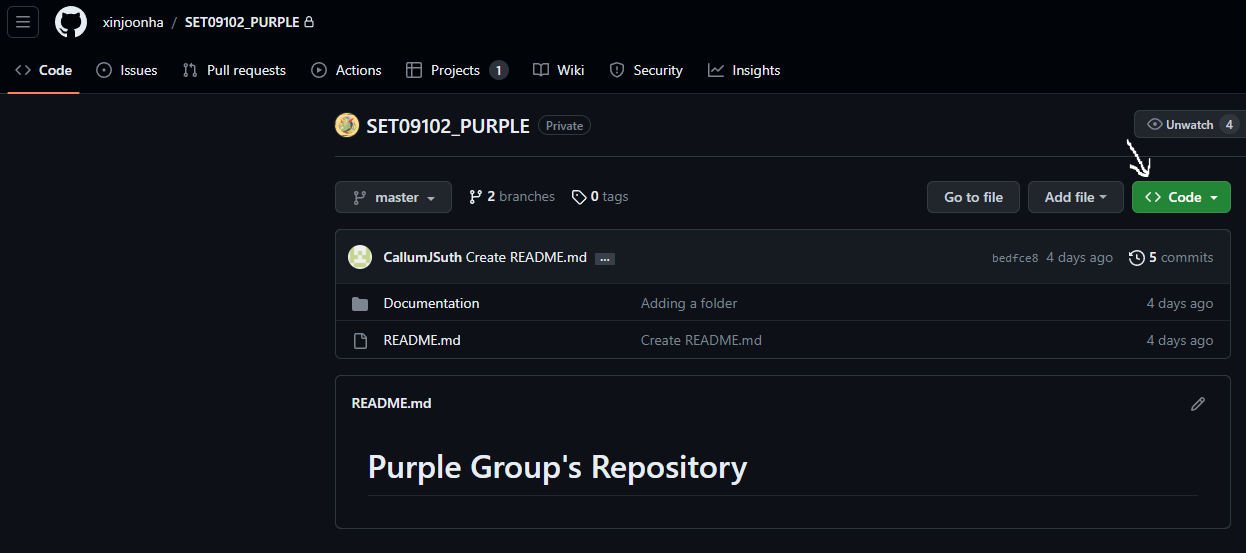 xinjoonha / SET09102_PURPLE
Code Issues Pull requests Actions Projects 1 Wiki Security Insights
SET09102_PURPLE Private
Unwatch 4
master 2 branches 0 tags Go to file Add file Code
CallumJSuth Create README.md ... bedfce8 4 days ago 5 commits
Documentation Adding a folder 4 days ago
README.md Create README.md 4 days ago
README.md
Purple Group's Repository